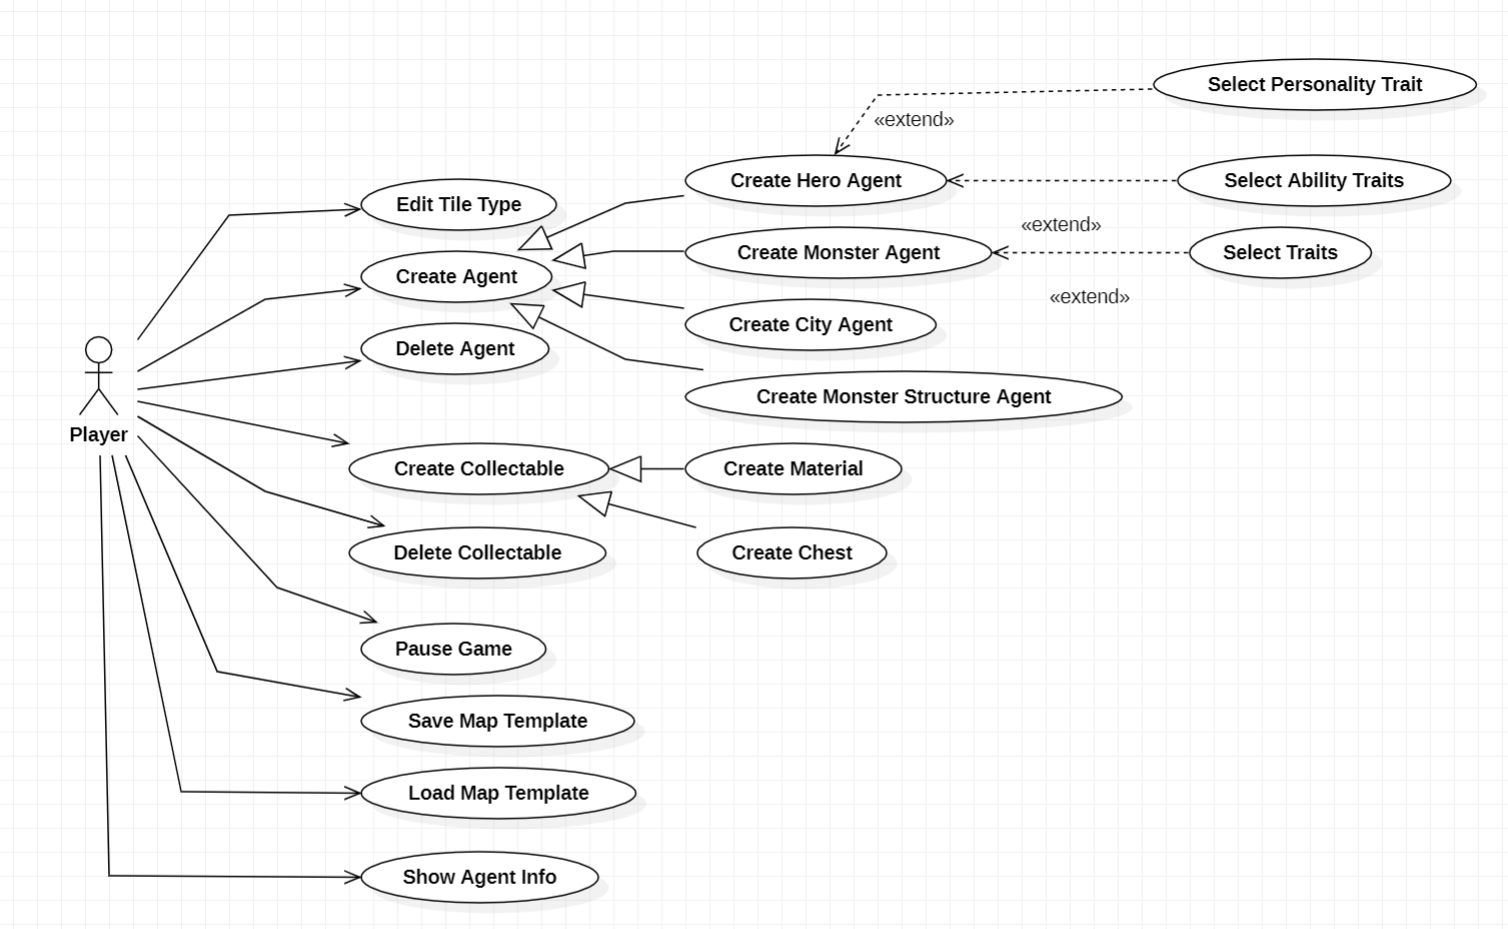 Select Personality Trait
«extend»
Create Hero Agent
Select Ability Traits
Edit Tile Type
«extend»
Create Monster Agent
Select Traits
Create Agent
«extend»
Create City Agent
Delete Agent
Create Monster Structure Agent
Player
Create Collectable
Create Material
Delete Collectable
Create Chest
Pause Game
Save Map Template
Load Map Template
Show Agent Info